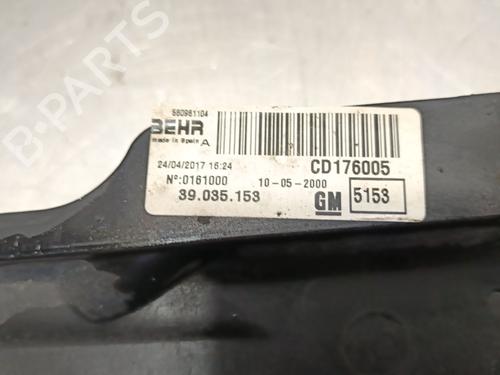 560961104
BEHR
made in Spain A
24/04/2017 16:24
CD176005
Nº:0161000 10-05-2000
39.035.153
GM 5153
B-PARTS